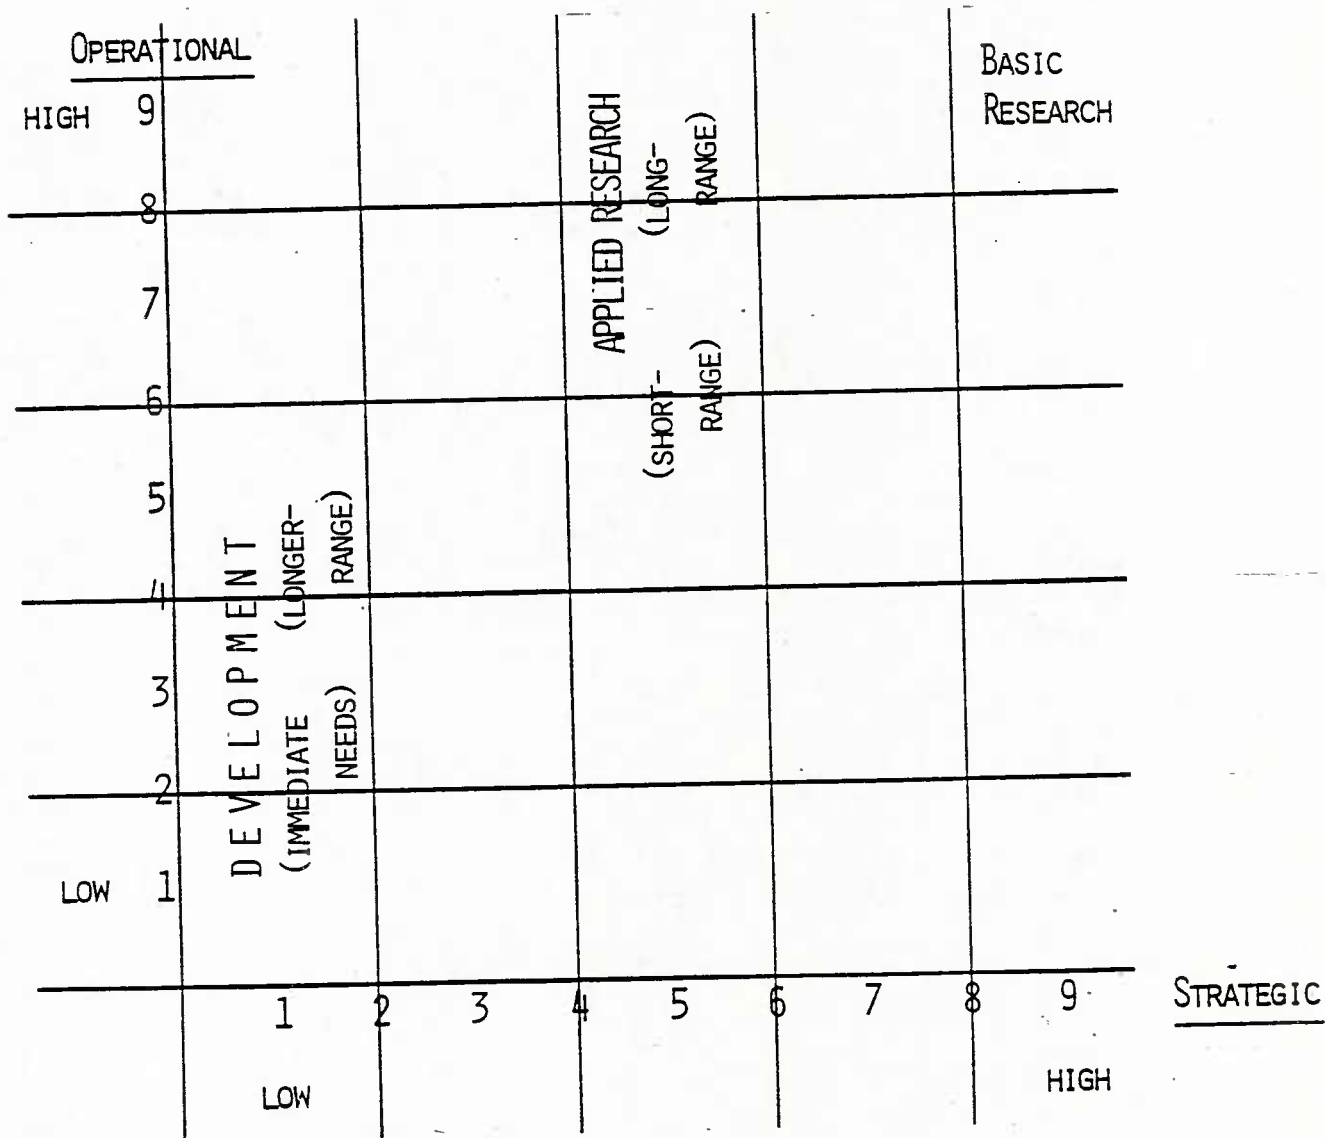 OPERATIONAL
HIGH 9
8
7
6
5
4
3
2
LOW 1
BASIC
RESEARCH
APPLIED RESEARCH
(LONG-
RANGE)
(SHORT-
RANGE)
DEVELOPMENT
(LONGER-
RANGE)
(IMMEDIATE
NEEDS)
1 2 3 4 5 6 7 8 9
STRATEGIC
LOW
HIGH